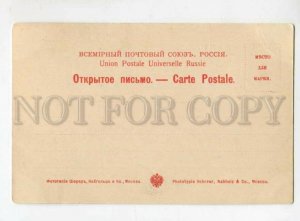 ВСЕМІРНЫЙ ПОЧТОВЫЙ СОЮЗЪ. РОССІЯ.
Union Postale Universelle Russie
Открытое письмо. — Carte Postale.
МѢСТО
ДЛЯ
МАРКИ.
NOT FOR COPY
Фототипія Шереръ, Набгольцъ и Ко., Москва.
Phototypie Scherer, Nabholz & Co., Moscou.